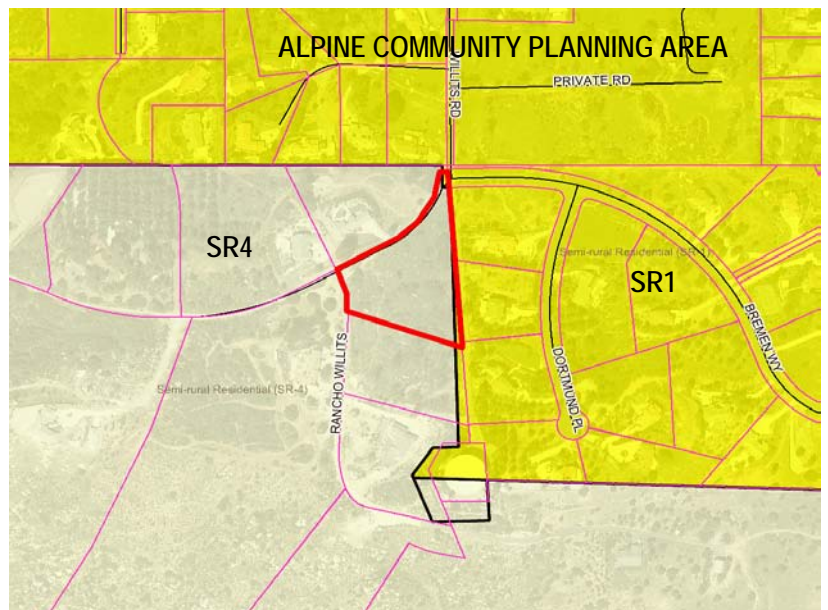 ALPINE COMMUNITY PLANNING AREA
WILLITS RD
PRIVATE RD
SR4
Semi-rural Residential (SR-1)
SR1
BREMEN WY
DORTMUND PL
RANCHO WILLITS
Semi-rural Residential (SR-4)